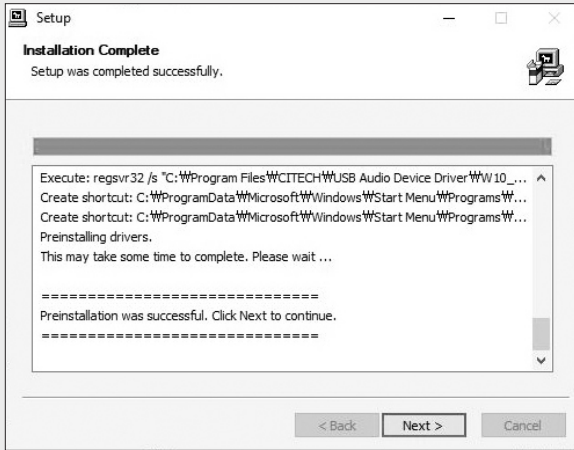 Setup
Installation Complete
Setup was completed successfully.
Execute: regsvr32 /s "C:₩Program Files₩CITECH₩USB Audio Device Driver₩W10_...
Create shortcut: C:₩ProgramData₩Microsoft₩Windows₩Start Menu₩Programs₩...
Create shortcut: C:₩ProgramData₩Microsoft₩Windows₩Start Menu₩Programs₩...
Preinstalling drivers.
This may take some time to complete. Please wait ...
==============================
Preinstallation was successful. Click Next to continue.
==============================
< Back Next > Cancel